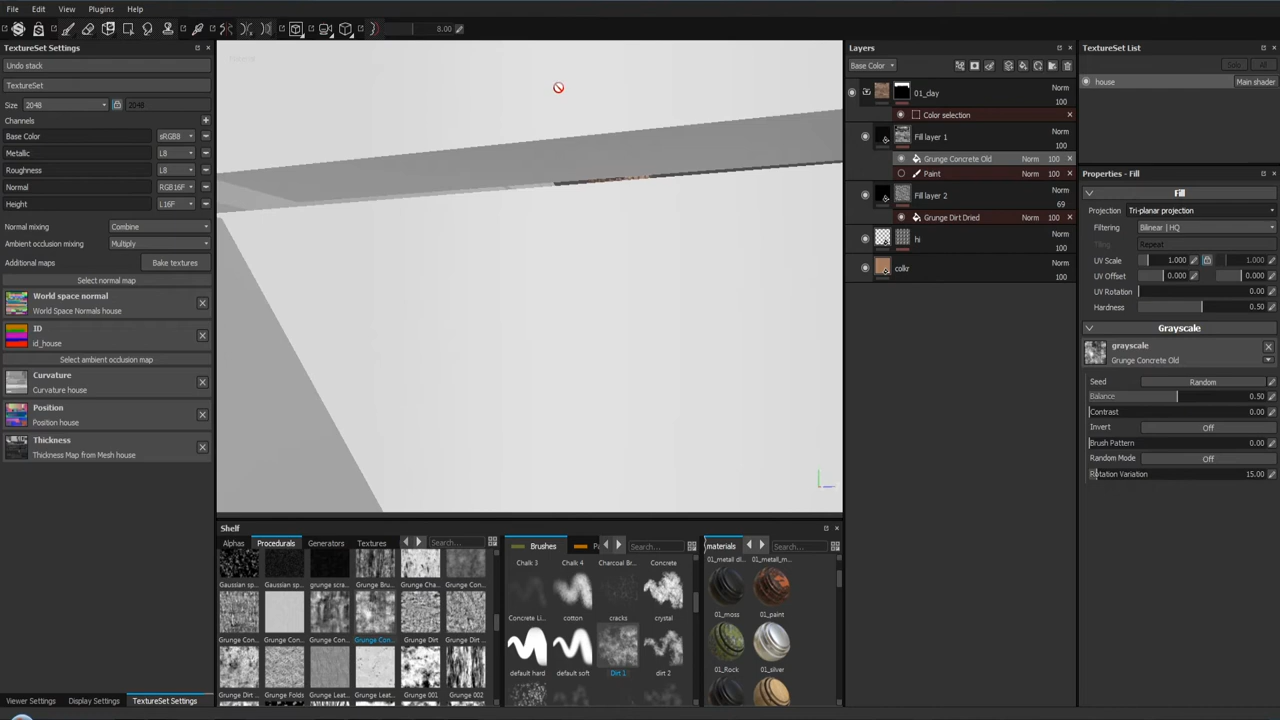 File Edit View Plugins Help
8.00
TextureSet Settings
Undo stack
TextureSet
Size 2048 2048
Channels
Base Color sRGB8
Metallic L8
Roughness L8
Normal RGB16F
Height L16F
Normal mixing Combine
Ambient occlusion mixing Multiply
Additional maps Bake textures
Select normal map
World space normal
World Space Normals house
ID
id_house
Select ambient occlusion map
Curvature
Curvature house
Position
Position house
Thickness
Thickness Map from Mesh house
Viewer Settings Display Settings TextureSet Settings
Shelf
Alphas Procedurals Generators Textures Search...
Gaussian sp... Gaussian sp... grunge scra... Grunge Bru... Grunge Cha... Grunge Con...
Grunge Con... Grunge Con... Grunge Con... Grunge Con... Grunge Dirt Grunge Dirt ...
Grunge Dirt Grunge Folds Grunge Leat... Grunge Leat... Grunge 001 Grunge 002
Brushes Search...
Chalk 3 Chalk 4 Charcoal Br... Concrete
Concrete Li... cotton cracks crystal
default hard default soft Dirt 1 dirt 2
materials Search...
01_metall di... 01_metall_m...
01_moss 01_paint
01_Rock 01_silver
Layers
Base Color
01_clay Norm 100
Color selection
Fill layer 1 Norm 100
Grunge Concrete Old Norm 100
Paint Norm 100
Fill layer 2 Norm 69
Grunge Dirt Dried Norm 100
hi Norm 100
colkr Norm 100
TextureSet List
Solo All
house Main shader
Properties - Fill
Fill
Projection Tri-planar projection
Filtering Bilinear | HQ
Tiling Repeat
UV Scale 1.000 1.000
UV Offset 0.000 0.000
UV Rotation 0.00
Hardness 0.50
Grayscale
grayscale
Grunge Concrete Old
Seed Random
Balance 0.50
Contrast 0.00
Invert Off
Brush Pattern 0.00
Random Mode Off
Rotation Variation 15.00